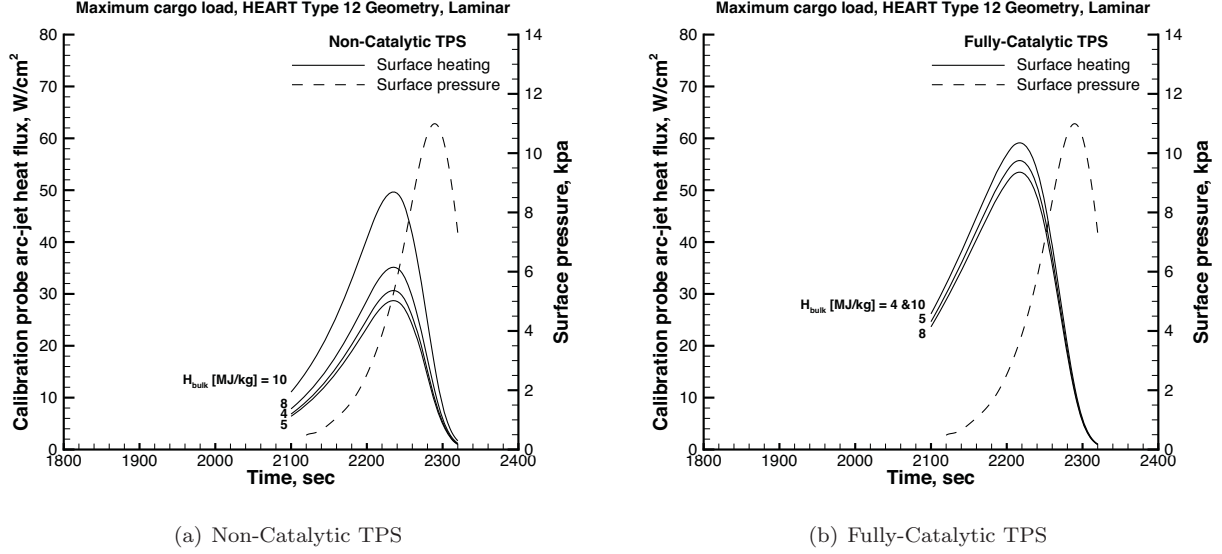 Maximum cargo load, HEART Type 12 Geometry, Laminar
Non-Catalytic TPS
Surface heating
Surface pressure
Calibration probe arc-jet heat flux, W/cm²
80
70
60
50
40
30
20
10
0
Surface pressure, kpa
14
12
10
8
6
4
2
0
H_bulk [MJ/kg] = 10
8
4
5
1800 1900 2000 2100 2200 2300 2400
Time, sec
(a) Non-Catalytic TPS
Maximum cargo load, HEART Type 12 Geometry, Laminar
Fully-Catalytic TPS
Surface heating
Surface pressure
Calibration probe arc-jet heat flux, W/cm²
80
70
60
50
40
30
20
10
0
Surface pressure, kpa
14
12
10
8
6
4
2
0
H_bulk [MJ/kg] = 4 &10
5
8
1800 1900 2000 2100 2200 2300 2400
Time, sec
(b) Fully-Catalytic TPS